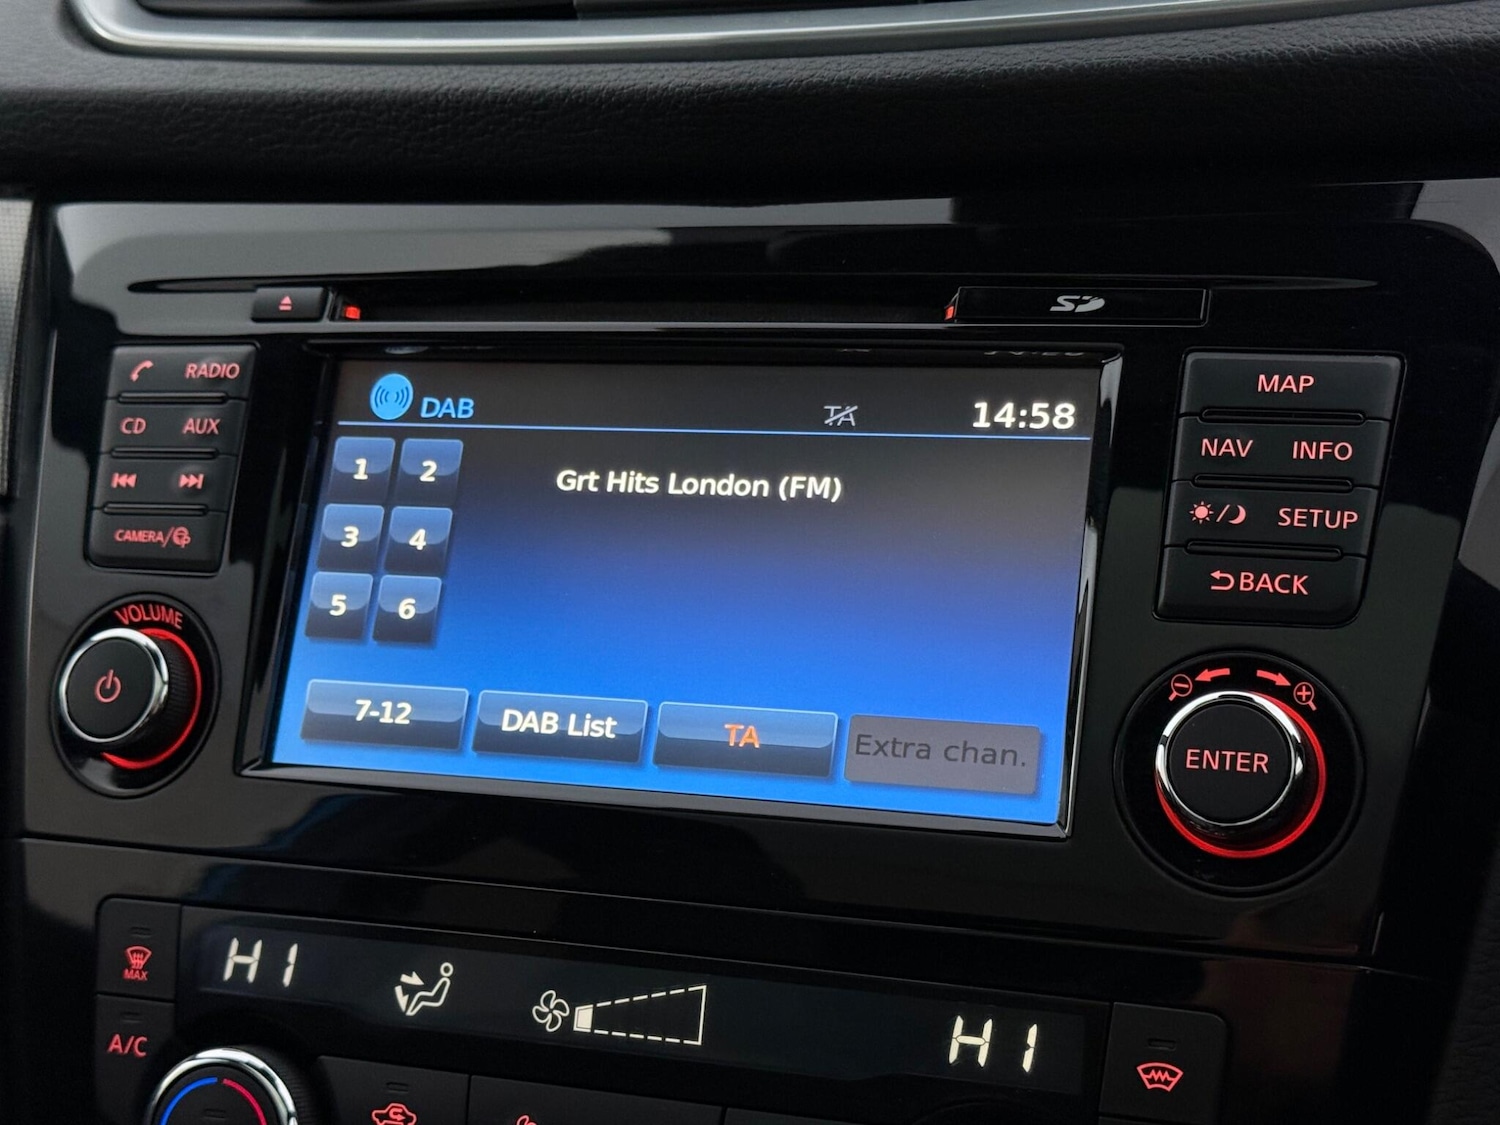 SD
RADIO
CD AUX
CAMERA/
VOLUME
DAB TA 14:58
1 2
Grt Hits London (FM)
3 4
5 6
7-12 DAB List TA Extra chan.
MAP
NAV INFO
/ SETUP
BACK
ENTER
MAX
HI HI
A/C